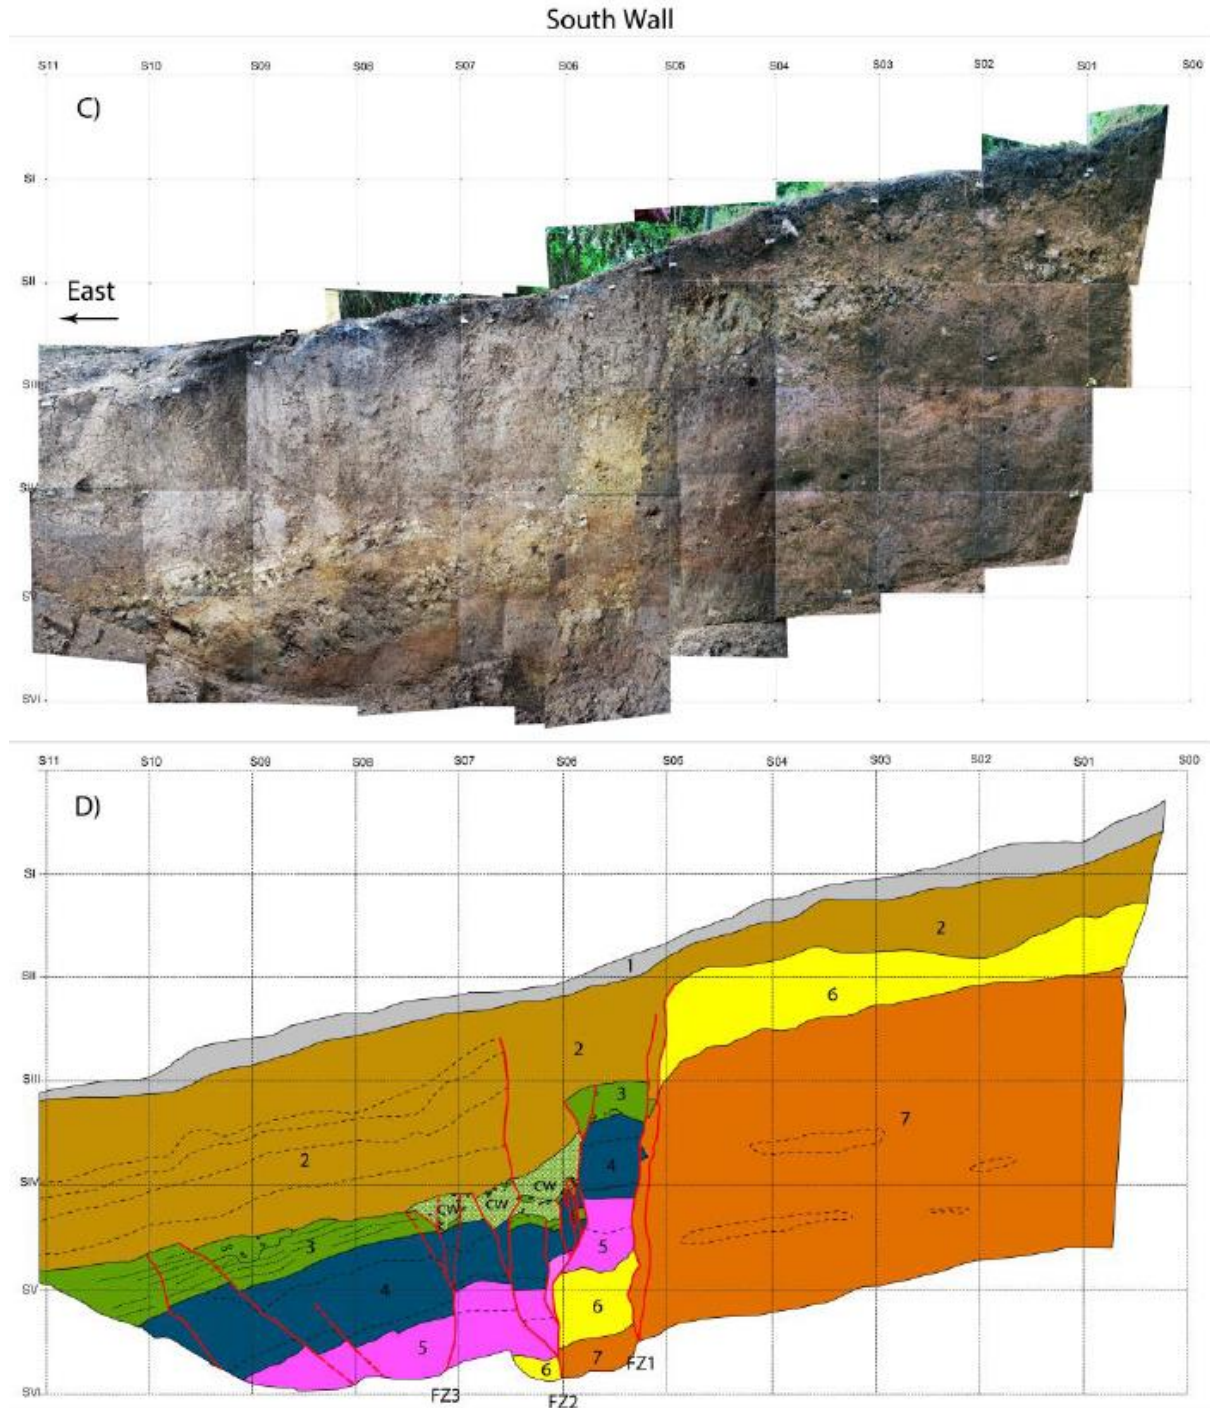 South Wall
S11 S10 S09 S08 S07 S06 S05 S04 S03 S02 S01 S00
C)
SI
SII
East
SIII
SIV
SV
SVI
S11 S10 S09 S08 S07 S06 S05 S04 S03 S02 S01 S00
D)
SI
2
1
SII
6
2
SIII
3
7
2
4
SIV
CW
CW
CW
3
5
SV
4
6
5
7
6
FZ1
SVI
FZ3
FZ2